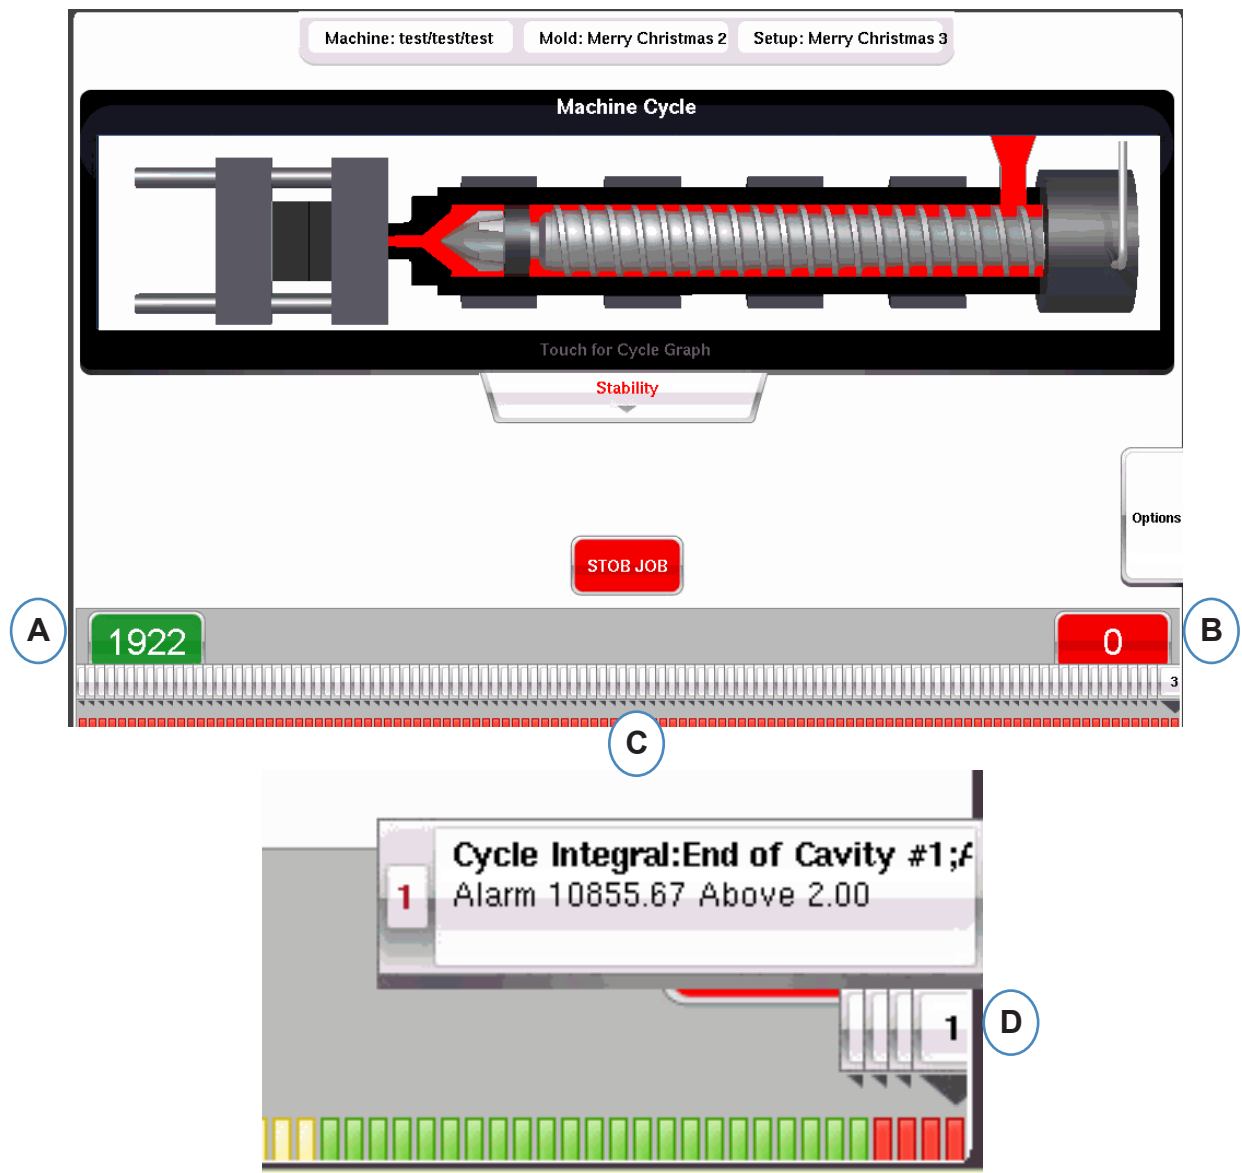 Machine: test/test/test
Mold: Merry Christmas 2
Setup: Merry Christmas 3
Machine Cycle
Touch for Cycle Graph
Stability
Options
STOB JOB
A
1922
0
B
3
C
Cycle Integral:End of Cavity #1;
1
Alarm 10855.67 Above 2.00
1
D